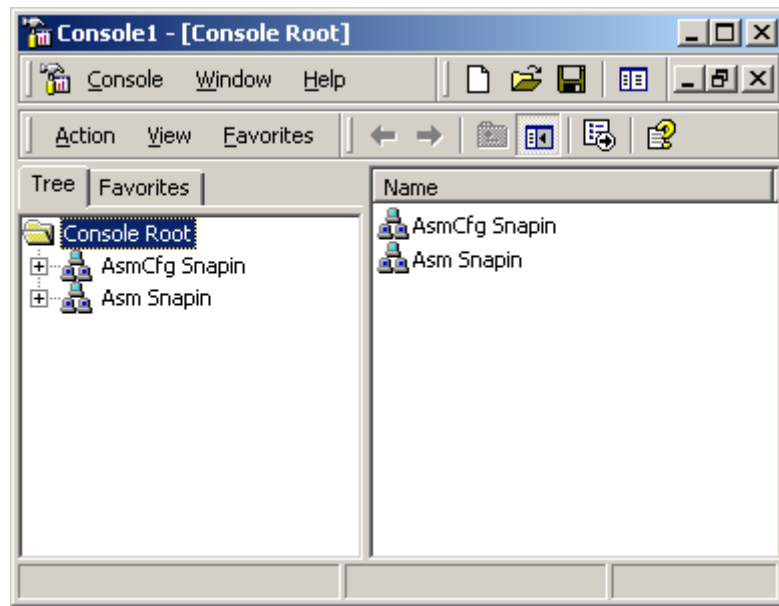 Console1 - [Console Root]
Console Window Help
Action View Favorites
Tree Favorites
Name
Console Root
AsmCfg Snapin
Asm Snapin
AsmCfg Snapin
Asm Snapin